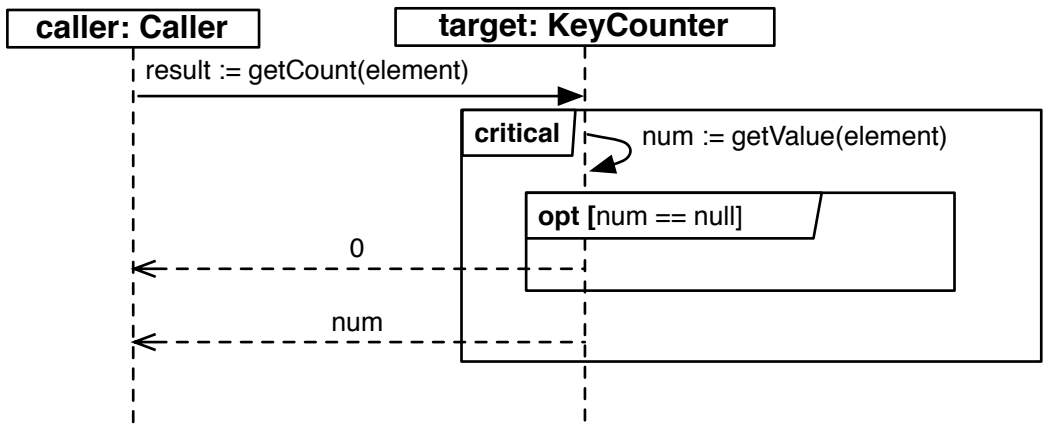 caller: Caller
target: KeyCounter
result := getCount(element)
critical
num := getValue(element)
opt [num == null]
0
num